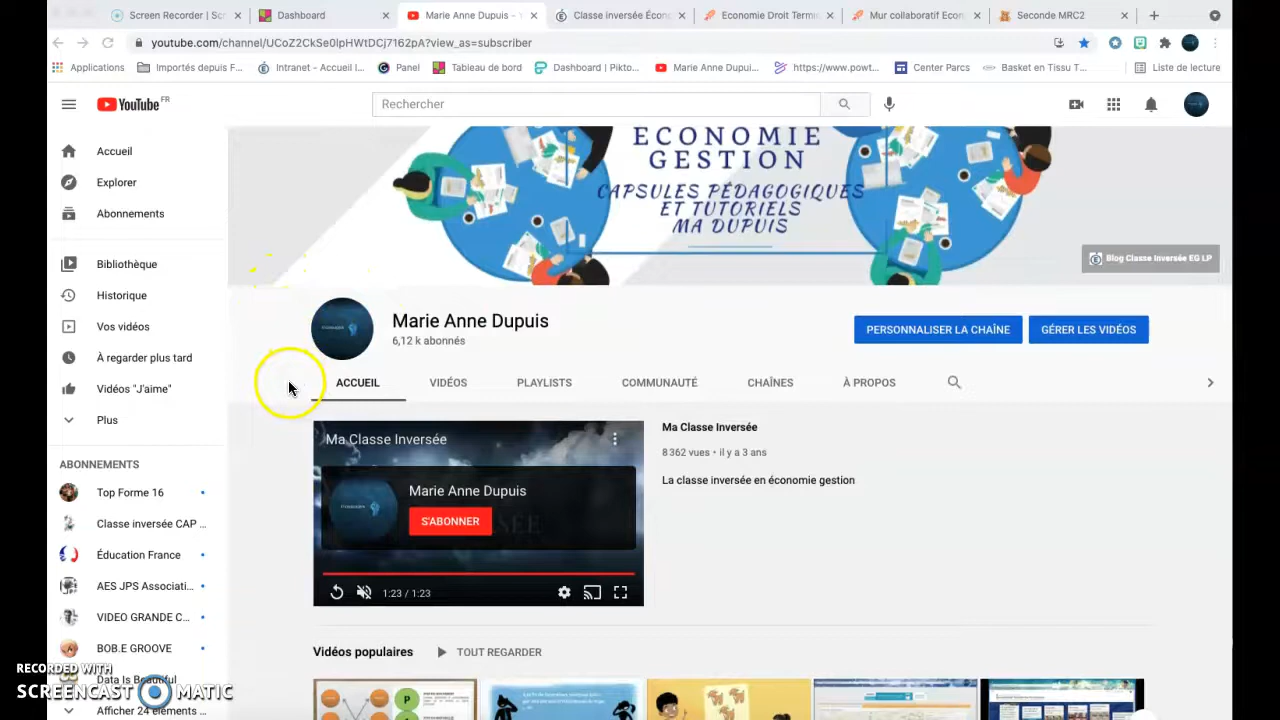 Screen Recorder | Scr
Dashboard
Marie Anne Dupuis - Y
Classe inversée Écono
Economie Droit Termi
Mur collaboratif Econ
Seconde MRC2
youtube.com/channel/UCoZ2CkSe0lpHWtDCj7162pA?view_as=subscriber
Applications
Importés depuis F...
Intranet - Accueil I...
Panel
Tableau de bord
Dashboard | Pikto...
Marie Anne Dupu...
https://www.powt...
Center Parcs
Basket en Tissu T...
Liste de lecture
YouTube FR
Rechercher
Accueil
Explorer
Abonnements
Bibliothèque
Historique
Vos vidéos
À regarder plus tard
Vidéos "J'aime"
Plus
ABONNEMENTS
Top Forme 16
Classe inversée CAP ...
Éducation France
AES JPS Associati...
VIDEO GRANDE C...
BOB.E GROOVE
Data Is Beautiful
Afficher 24 éléments ...
ECONOMIE
GESTION
CAPSULES PÉDAGOGIQUES
ET TUTORIELS
MA DUPUIS
Blog Classe Inversée EG LP
Marie Anne Dupuis
6,12 k abonnés
PERSONNALISER LA CHAÎNE
GÉRER LES VIDÉOS
ACCUEIL
VIDÉOS
PLAYLISTS
COMMUNAUTÉ
CHAÎNES
À PROPOS
Ma Classe Inversée
Marie Anne Dupuis
S'ABONNER
1:23 / 1:23
Ma Classe Inversée
8 362 vues • il y a 3 ans
La classe inversée en économie gestion
Vidéos populaires
TOUT REGARDER
P
RECORDED WITH
SCREENCAST MATIC